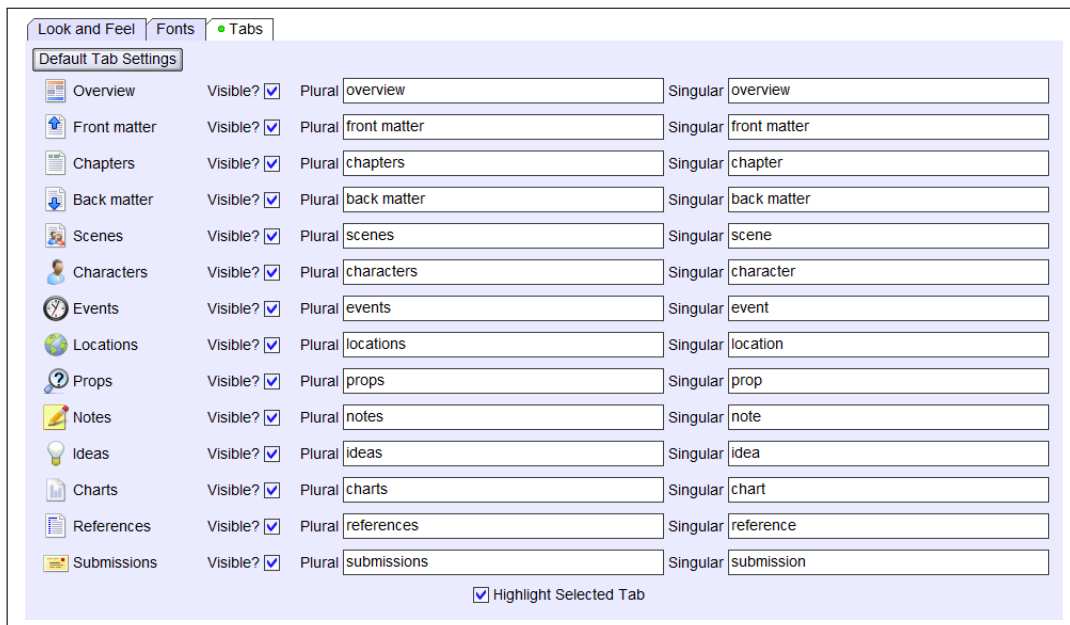 Look and Feel Fonts Tabs
Default Tab Settings
Overview Visible? Plural overview Singular overview
Front matter Visible? Plural front matter Singular front matter
Chapters Visible? Plural chapters Singular chapter
Back matter Visible? Plural back matter Singular back matter
Scenes Visible? Plural scenes Singular scene
Characters Visible? Plural characters Singular character
Events Visible? Plural events Singular event
Locations Visible? Plural locations Singular location
Props Visible? Plural props Singular prop
Notes Visible? Plural notes Singular note
Ideas Visible? Plural ideas Singular idea
Charts Visible? Plural charts Singular chart
References Visible? Plural references Singular reference
Submissions Visible? Plural submissions Singular submission
Highlight Selected Tab